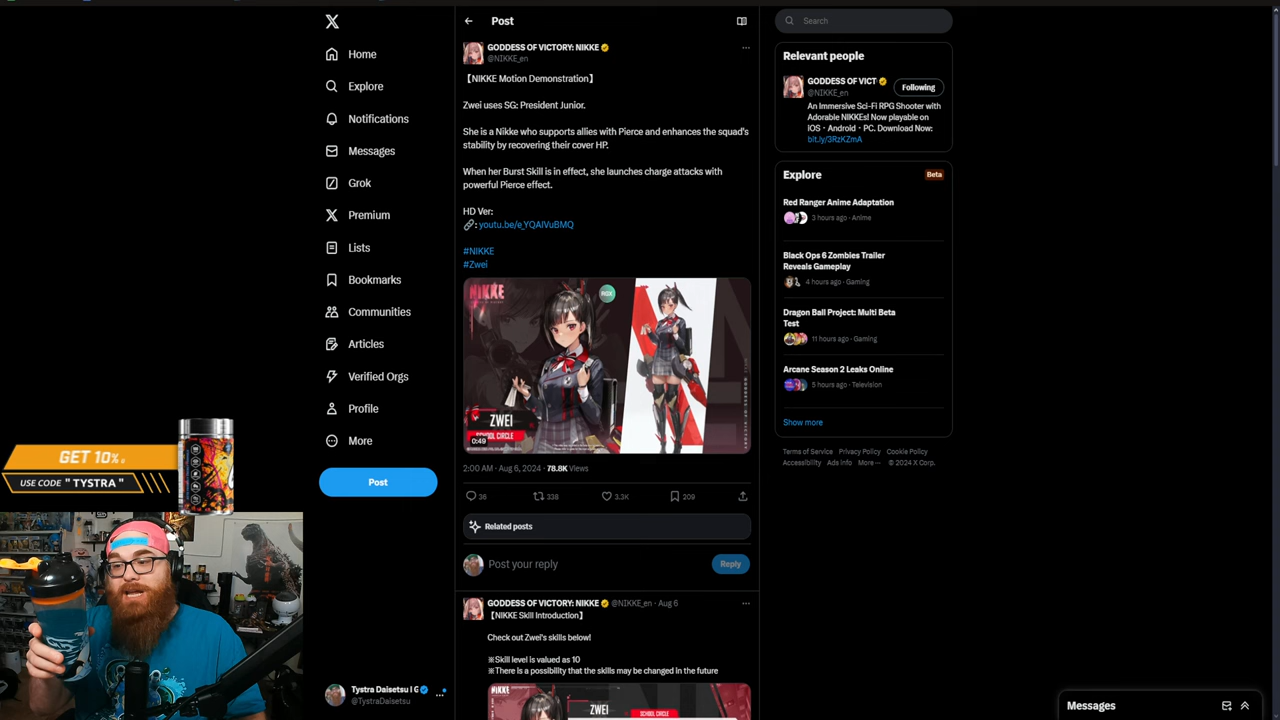 Home
Explore
Notifications
Messages
Grok
Premium
Lists
Bookmarks
Communities
Articles
Verified Orgs
Profile
More
Post
Tystra Daisetsu I G
@TystraDaisetsu
GET 10%
USE CODE " TYSTRA "
Post
GODDESS OF VICTORY: NIKKE
@NIKKE_en
【NIKKE Motion Demonstration】
Zwei uses SG: President Junior.
She is a Nikke who supports allies with Pierce and enhances the squad's
stability by recovering their cover HP.
When her Burst Skill is in effect, she launches charge attacks with
powerful Pierce effect.
HD Ver:
🔗: youtu.be/e_YQAIVuBMQ
#NIKKE
#Zwei
NIKKE
ZWEI
SCHOOL CIRCLE
0:49
2:00 AM · Aug 6, 2024 · 78.8K Views
36
338
3.3K
209
Related posts
Post your reply
Reply
GODDESS OF VICTORY: NIKKE @NIKKE_en · Aug 6
【NIKKE Skill Introduction】
Check out Zwei's skills below!
※Skill level is valued as 10
※There is a possibility that the skills may be changed in the future
NIKKE
ZWEI
SCHOOL CIRCLE
Search
Relevant people
GODDESS OF VICT
@NIKKE_en
Following
An Immersive Sci-Fi RPG Shooter with
Adorable NIKKEs! Now playable on
iOS・Android・PC. Download Now:
bit.ly/3RzKZmA
Explore
Beta
Red Ranger Anime Adaptation
3 hours ago · Anime
Black Ops 6 Zombies Trailer
Reveals Gameplay
4 hours ago · Gaming
Dragon Ball Project: Multi Beta
Test
11 hours ago · Gaming
Arcane Season 2 Leaks Online
5 hours ago · Television
Show more
Terms of Service Privacy Policy Cookie Policy
Accessibility Ads info More ··· © 2024 X Corp.
Messages